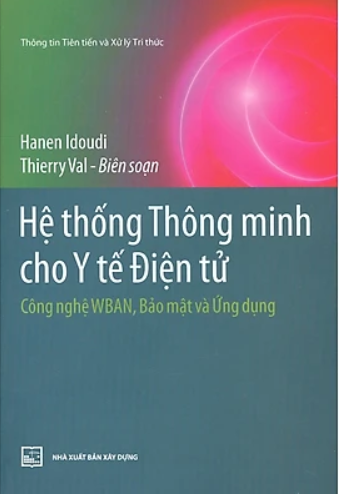 Thông tin Tiên tiến và Xử lý Tri thức
Hanen Idoudi
Thierry Val - Biên soạn
Hệ thống Thông minh
cho Y tế Điện tử
Công nghệ WBAN, Bảo mật và Ứng dụng
NHÀ XUẤT BẢN XÂY DỰNG